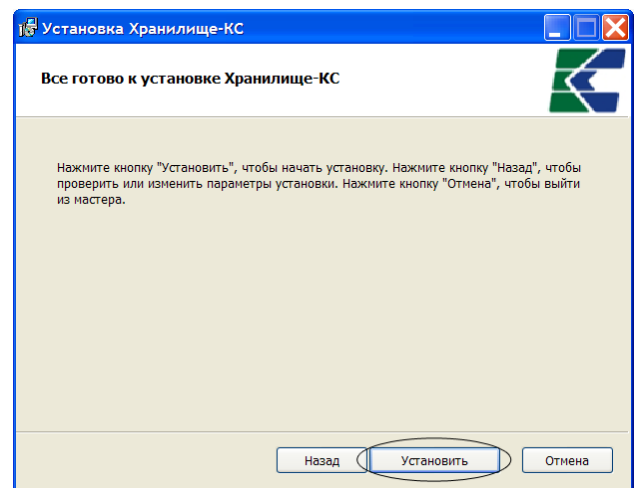 Установка Хранилище-КС
Все готово к установке Хранилище-КС
Нажмите кнопку "Установить", чтобы начать установку. Нажмите кнопку "Назад", чтобы
проверить или изменить параметры установки. Нажмите кнопку "Отмена", чтобы выйти
из мастера.
Назад Установить Отмена